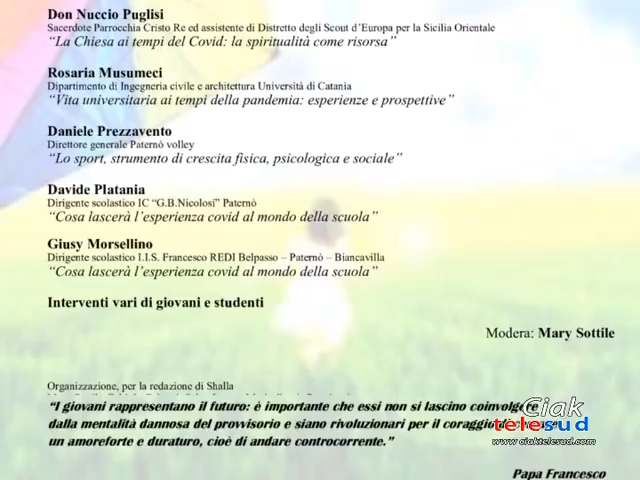 Don Nuccio Puglisi
Sacerdote Parrocchia Cristo Re ed assistente di Distretto degli Scout d’Europa per la Sicilia Orientale
“La Chiesa ai tempi del Covid: la spiritualità come risorsa”
Rosaria Musumeci
Dipartimento di Ingegneria civile e architettura Università di Catania
“Vita universitaria ai tempi della pandemia: esperienze e prospettive”
Daniele Prezzavento
Direttore generale Paternò volley
“Lo sport, strumento di crescita fisica, psicologica e sociale”
Davide Platania
Dirigente scolastico IC “G.B.Nicolosi” Paternò
“Cosa lascerà l’esperienza covid al mondo della scuola”
Giusy Morsellino
Dirigente scolastico I.I.S. Francesco REDI Belpasso – Paternò – Biancavilla
“Cosa lascerà l’esperienza covid al mondo della scuola”
Interventi vari di giovani e studenti
Modera: Mary Sottile
Organizzazione, per la redazione di Shalla
“I giovani rappresentano il futuro: è importante che essi non si lascino coinvolgere
dalla mentalità dannosa del provvisorio e siano rivoluzionari per il coraggio
un amoreforte e duraturo, cioè di andare controcorrente.”
Papa Francesco
Ciak
telesud
www.ciaktelesud.com